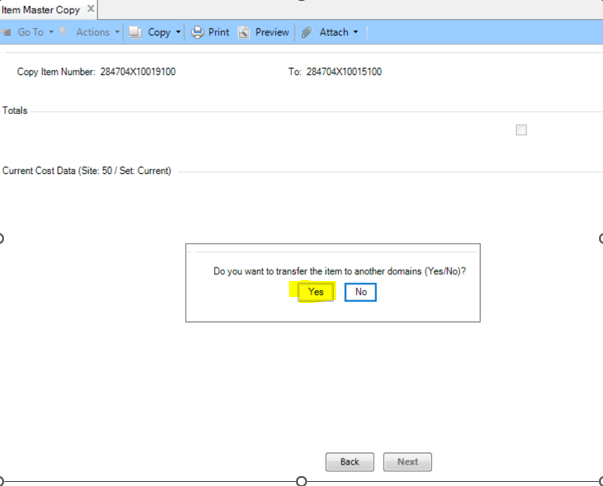 Item Master Copy
Go To Actions Copy Print Preview Attach
Copy Item Number: 284704X10019100 To: 284704X10015100
Totals
Current Cost Data (Site: 50 / Set: Current)
Do you want to transfer the item to another domains (Yes/No)?
Yes No
Back Next